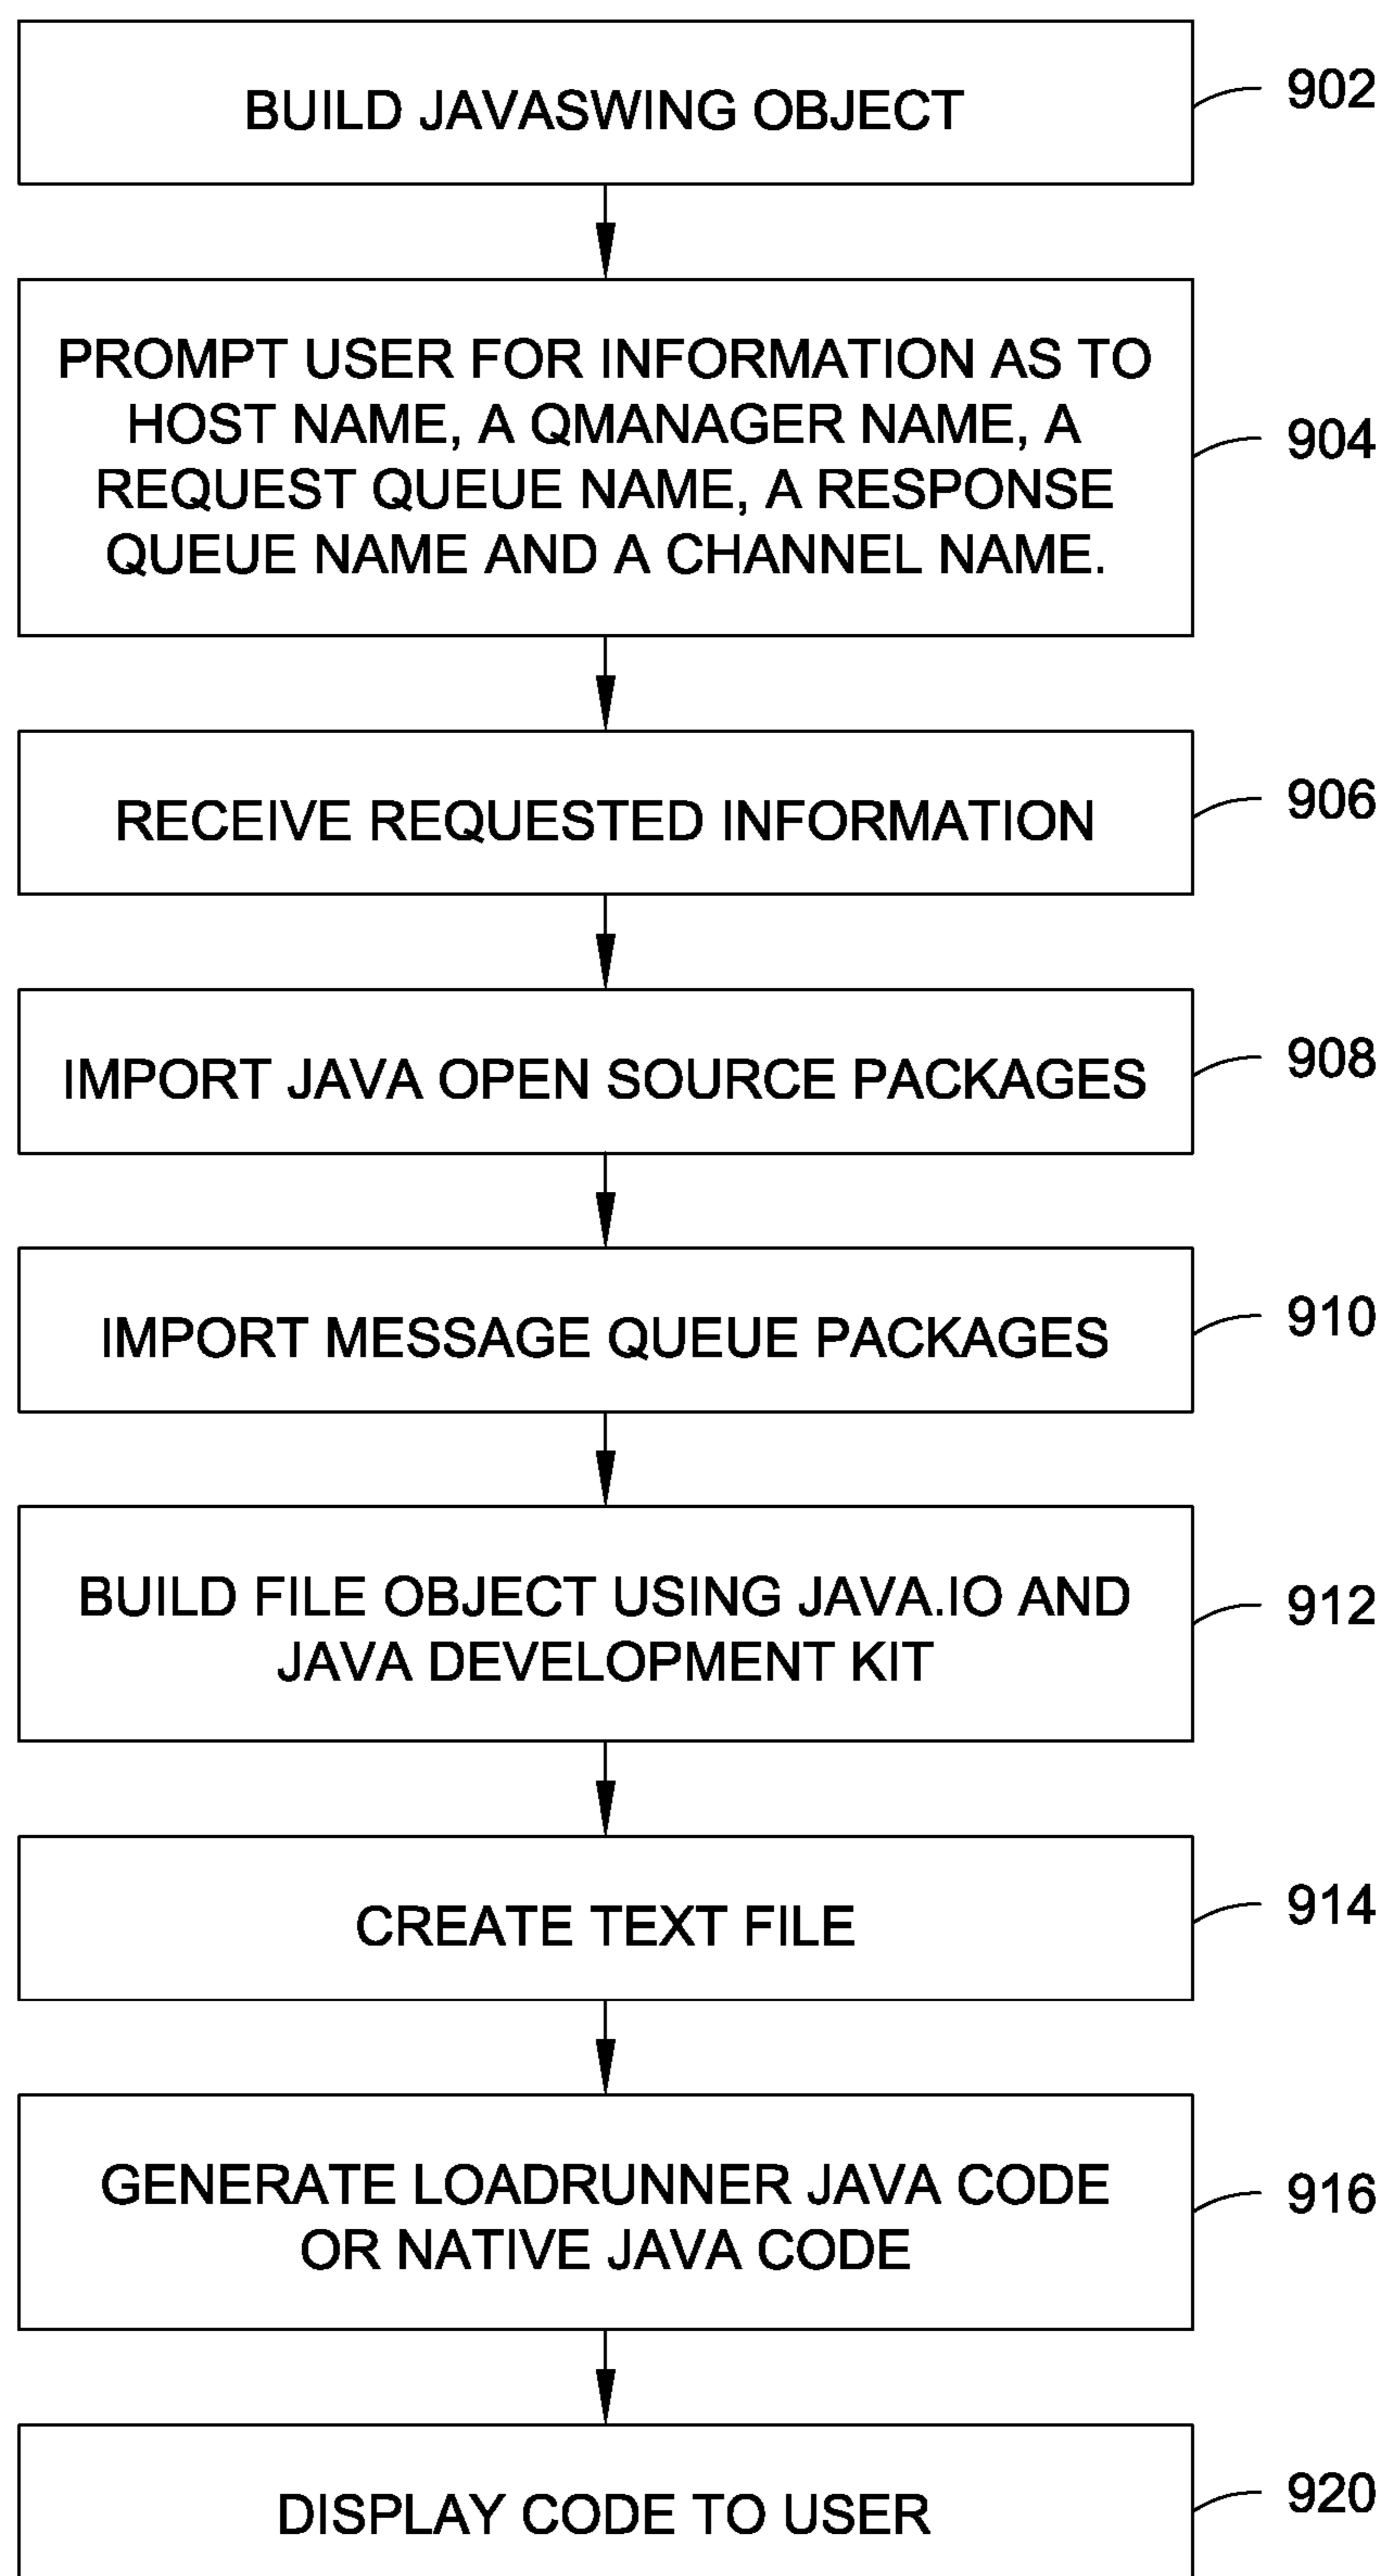 BUILD JAVASWING OBJECT
902
PROMPT USER FOR INFORMATION AS TO
HOST NAME, A QMANAGER NAME, A
REQUEST QUEUE NAME, A RESPONSE
QUEUE NAME AND A CHANNEL NAME.
904
RECEIVE REQUESTED INFORMATION
906
IMPORT JAVA OPEN SOURCE PACKAGES
908
IMPORT MESSAGE QUEUE PACKAGES
910
BUILD FILE OBJECT USING JAVA.IO AND
JAVA DEVELOPMENT KIT
912
CREATE TEXT FILE
914
GENERATE LOADRUNNER JAVA CODE
OR NATIVE JAVA CODE
916
DISPLAY CODE TO USER
920